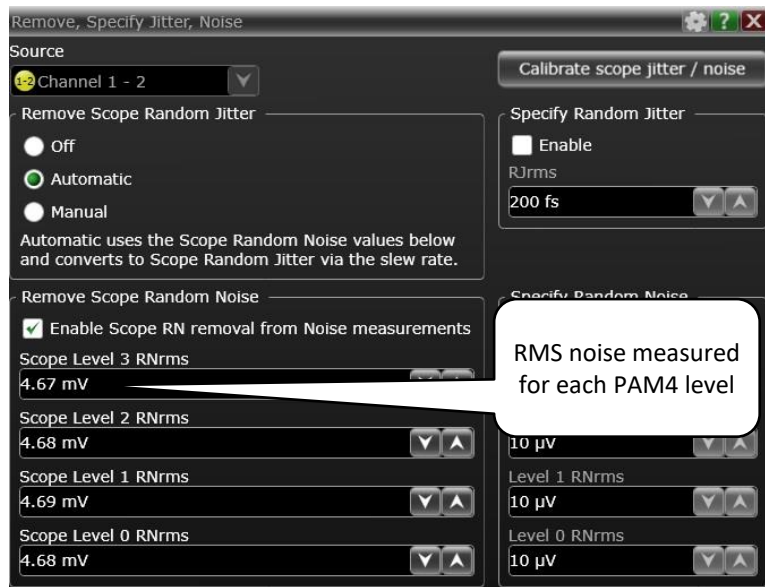 Remove, Specify Jitter, Noise
?
X
Source
1-2 Channel 1 - 2
Calibrate scope jitter / noise
Remove Scope Random Jitter
Off
Automatic
Manual
Automatic uses the Scope Random Noise values below
and converts to Scope Random Jitter via the slew rate.
Specify Random Jitter
Enable
RJrms
200 fs
Remove Scope Random Noise
Enable Scope RN removal from Noise measurements
Scope Level 3 RNrms
4.67 mV
Scope Level 2 RNrms
4.68 mV
Scope Level 1 RNrms
4.69 mV
Scope Level 0 RNrms
4.68 mV
Specify Random Noise
RMS noise measured
for each PAM4 level
10 µV
Level 1 RNrms
10 µV
Level 0 RNrms
10 µV